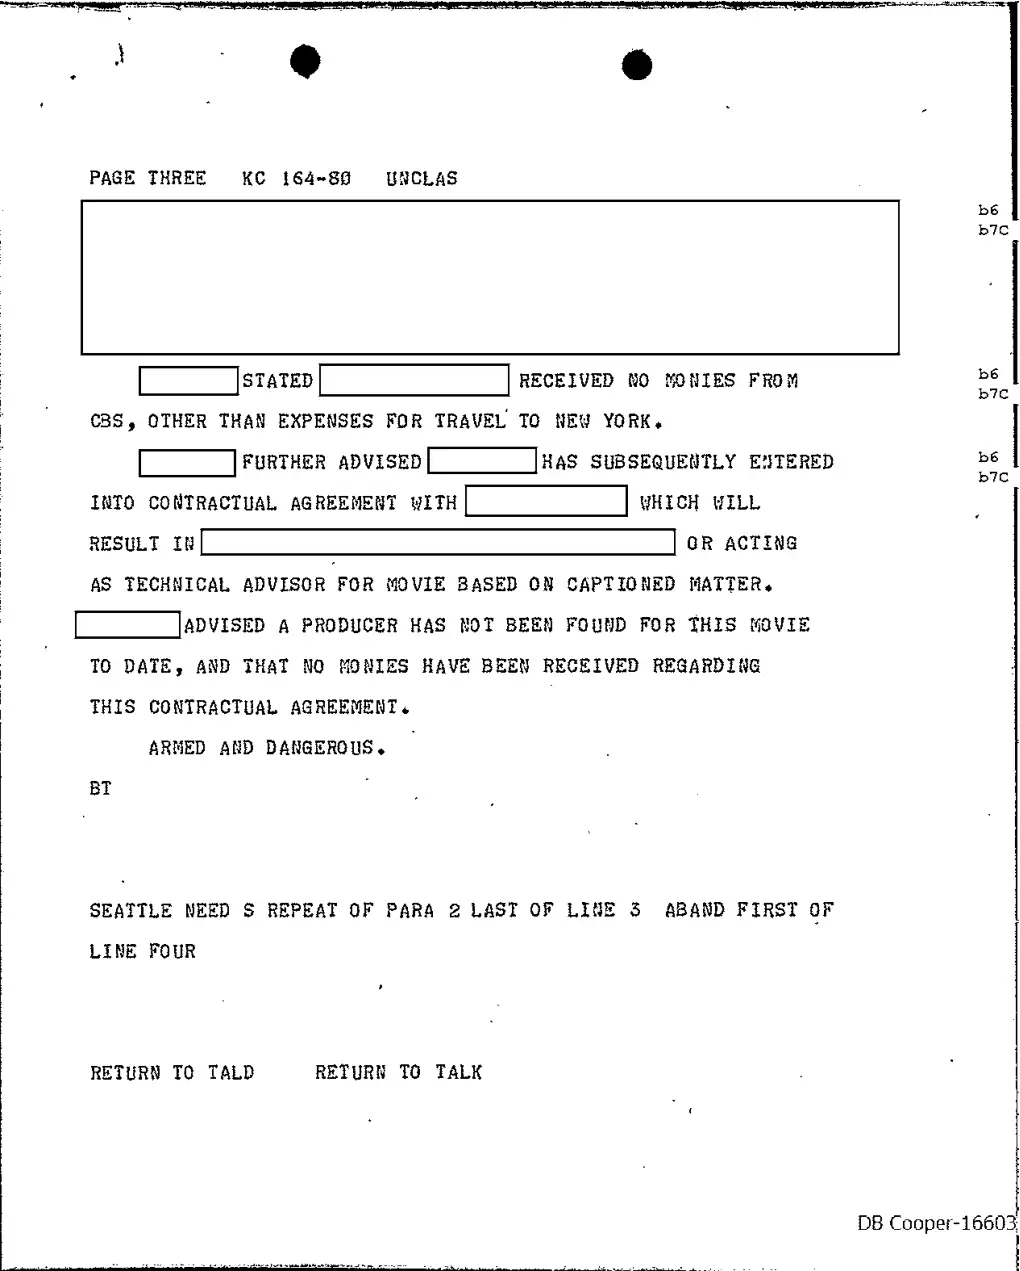 PAGE THREE KC 164-80 UNCLAS
b6
b7C
STATED RECEIVED NO MONIES FROM
b6
b7C
CBS, OTHER THAN EXPENSES FOR TRAVEL TO NEW YORK.
FURTHER ADVISED HAS SUBSEQUENTLY ENTERED
b6
b7C
INTO CONTRACTUAL AGREEMENT WITH WHICH WILL
RESULT IN OR ACTING
AS TECHNICAL ADVISOR FOR MOVIE BASED ON CAPTIONED MATTER.
ADVISED A PRODUCER HAS NOT BEEN FOUND FOR THIS MOVIE
TO DATE, AND THAT NO MONIES HAVE BEEN RECEIVED REGARDING
THIS CONTRACTUAL AGREEMENT.
ARMED AND DANGEROUS.
BT
SEATTLE NEED S REPEAT OF PARA 2 LAST OF LINE 3 ABAND FIRST OF
LINE FOUR
RETURN TO TALD RETURN TO TALK
DB Cooper-16603